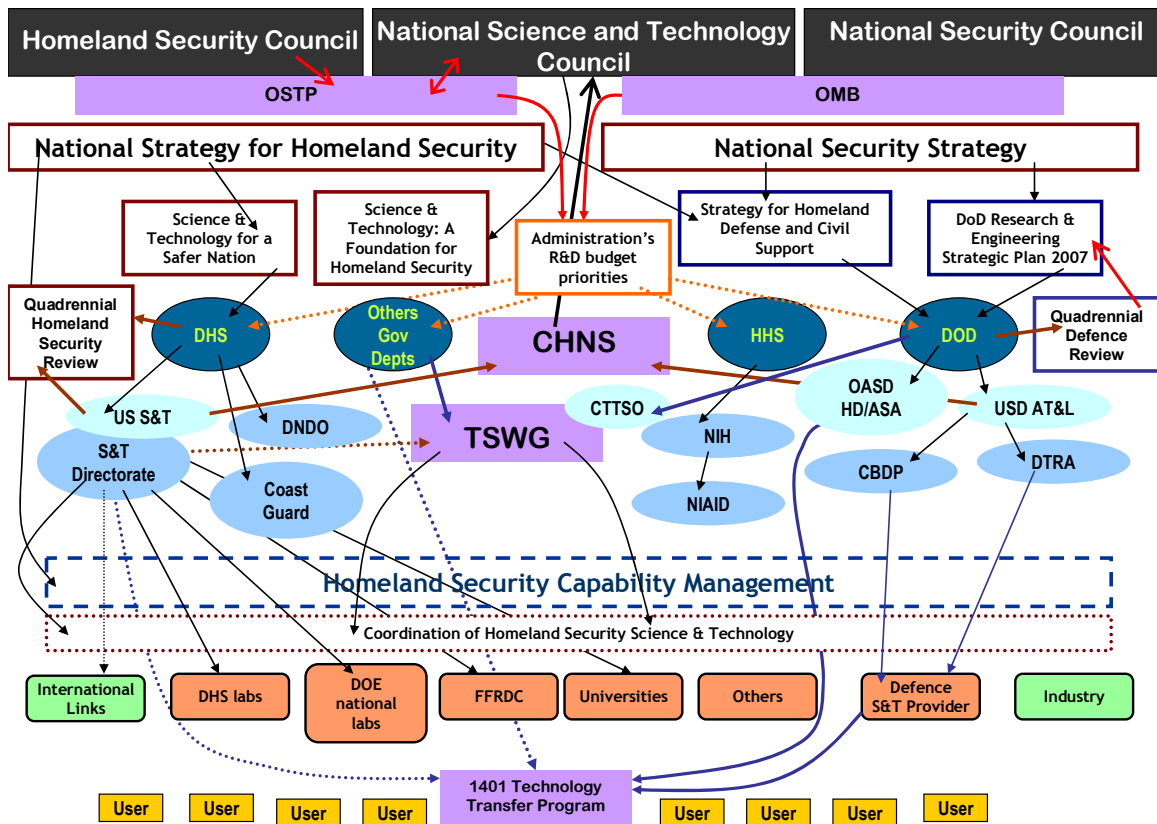 Homeland Security Council
National Science and Technology
Council
National Security Council
OSTP
OMB
National Strategy for Homeland Security
National Security Strategy
Science &
Technology for a
Safer Nation
Science &
Technology: A
Foundation for
Homeland Security
Administration's
R&D budget
priorities
Strategy for Homeland
Defense and Civil
Support
DoD Research &
Engineering
Strategic Plan 2007
Quadrennial
Homeland
Security
Review
DHS
Others
Gov
Depts
CHNS
HHS
DOD
Quadrennial
Defence
Review
US S&T
DNDO
TSWG
CTTSO
OASD
HD/ASA
USD AT&L
S&T
Directorate
Coast
Guard
NIH
NIAID
CBDP
DTRA
Homeland Security Capability Management
Coordination of Homeland Security Science & Technology
International
Links
DHS labs
DOE
national
labs
FFRDC
Universities
Others
Defence
S&T Provider
Industry
1401 Technology
Transfer Program
User
User
User
User
User
User
User
User